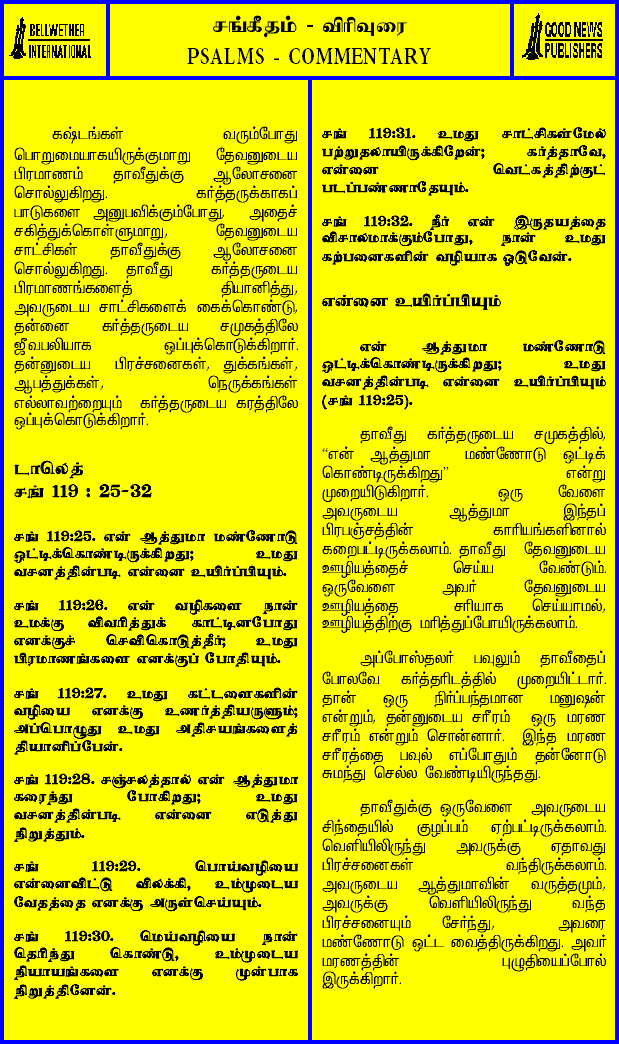 BELLWETHER
INTERNATIONAL
சங்கீதம் - விரிவுரை
PSALMS - COMMENTARY
GOOD NEWS
PUBLISHERS
கஷ்டங்கள் வரும்போது
பொறுமையாகயிருக்குமாறு தேவனுடைய
பிரமாணம் தாவீதுக்கு ஆலோசனை
சொல்லுகிறது. கர்த்தருக்காகப்
பாடுகளை அனுபவிக்கும்போது, அதைச்
சகித்துக்கொள்ளுமாறு, தேவனுடைய
சாட்சிகள் தாவீதுக்கு ஆலோசனை
சொல்லுகிறது. தாவீது கர்த்தருடைய
பிரமாணங்களைத் தியானித்து,
அவருடைய சாட்சிகளைக் கைக்கொண்டு,
தன்னை கர்த்தருடைய சமுகத்திலே
ஜீவபலியாக ஒப்புக்கொடுக்கிறார்.
தன்னுடைய பிரச்சனைகள், துக்கங்கள்,
ஆபத்துக்கள், நெருக்கங்கள்
எல்லாவற்றையும் கர்த்தருடைய கரத்திலே
ஒப்புக்கொடுக்கிறார்.
டாலெத்
சங் 119 : 25-32
சங் 119:25. என் ஆத்துமா மண்ணோடு
ஒட்டிக்கொண்டிருக்கிறது; உமது
வசனத்தின்படி என்னை உயிர்ப்பியும்.
சங் 119:26. என் வழிகளை நான்
உமக்கு விவரித்துக் காட்டினபோது
எனக்குச் செவிகொடுத்தீர்; உமது
பிரமாணங்களை எனக்குப் போதியும்.
சங் 119:27. உமது கட்டளைகளின்
வழியை எனக்கு உணர்த்தியருளும்;
அப்பொழுது உமது அதிசயங்களைத்
தியானிப்பேன்.
சங் 119:28. சஞ்சலத்தால் என் ஆத்துமா
கரைந்து போகிறது; உமது
வசனத்தின்படி என்னை எடுத்து
நிறுத்தும்.
சங் 119:29. பொய்வழியை
என்னைவிட்டு விலக்கி, உம்முடைய
வேதத்தை எனக்கு அருள்செய்யும்.
சங் 119:30. மெய்வழியை நான்
தெரிந்து கொண்டு, உம்முடைய
நியாயங்களை எனக்கு முன்பாக
நிறுத்தினேன்.
சங் 119:31. உமது சாட்சிகள்மேல்
பற்றுதலாயிருக்கிறேன்; கர்த்தாவே,
என்னை வெட்கத்திற்குட்
படப்பண்ணாதேயும்.
சங் 119:32. நீர் என் இருதயத்தை
விசாலமாக்கும்போது, நான் உமது
கற்பனைகளின் வழியாக ஓடுவேன்.
என்னை உயிர்ப்பியும்
என் ஆத்துமா மண்ணோடு
ஒட்டிக்கொண்டிருக்கிறது; உமது
வசனத்தின்படி என்னை உயிர்ப்பியும்
(சங் 119:25).
தாவீது கர்த்தருடைய சமுகத்தில்,
“என் ஆத்துமா மண்ணோடு ஒட்டிக்
கொண்டிருக்கிறது” என்று
முறையிடுகிறார். ஒரு வேளை
அவருடைய ஆத்துமா இந்தப்
பிரபஞ்சத்தின் காரியங்களினால்
கறைபட்டிருக்கலாம். தாவீது தேவனுடைய
ஊழியத்தைச் செய்ய வேண்டும்.
ஒருவேளை அவர் தேவனுடைய
ஊழியத்தை சரியாக செய்யாமல்,
ஊழியத்திற்கு மரித்துப்போயிருக்கலாம்.
அப்போஸ்தலர் பவுலும் தாவீதைப்
போலவே கர்த்தரிடத்தில் முறையிட்டார்.
தான் ஒரு நிர்ப்பந்தமான மனுஷன்
என்றும், தன்னுடைய சரீரம் ஒரு மரண
சரீரம் என்றும் சொன்னார். இந்த மரண
சரீரத்தை பவுல் எப்போதும் தன்னோடு
சுமந்து செல்ல வேண்டியிருந்தது.
தாவீதுக்கு ஒருவேளை அவருடைய
சிந்தையில் குழப்பம் ஏற்பட்டிருக்கலாம்.
வெளியிலிருந்து அவருக்கு ஏதாவது
பிரச்சனைகள் வந்திருக்கலாம்.
அவருடைய ஆத்துமாவின் வருத்தமும்,
அவருக்கு வெளியிலிருந்து வந்த
பிரச்சனையும் சேர்ந்து, அவரை
மண்ணோடு ஒட்ட வைத்திருக்கிறது. அவர்
மரணத்தின் புழுதியைப்போல்
இருக்கிறார்.